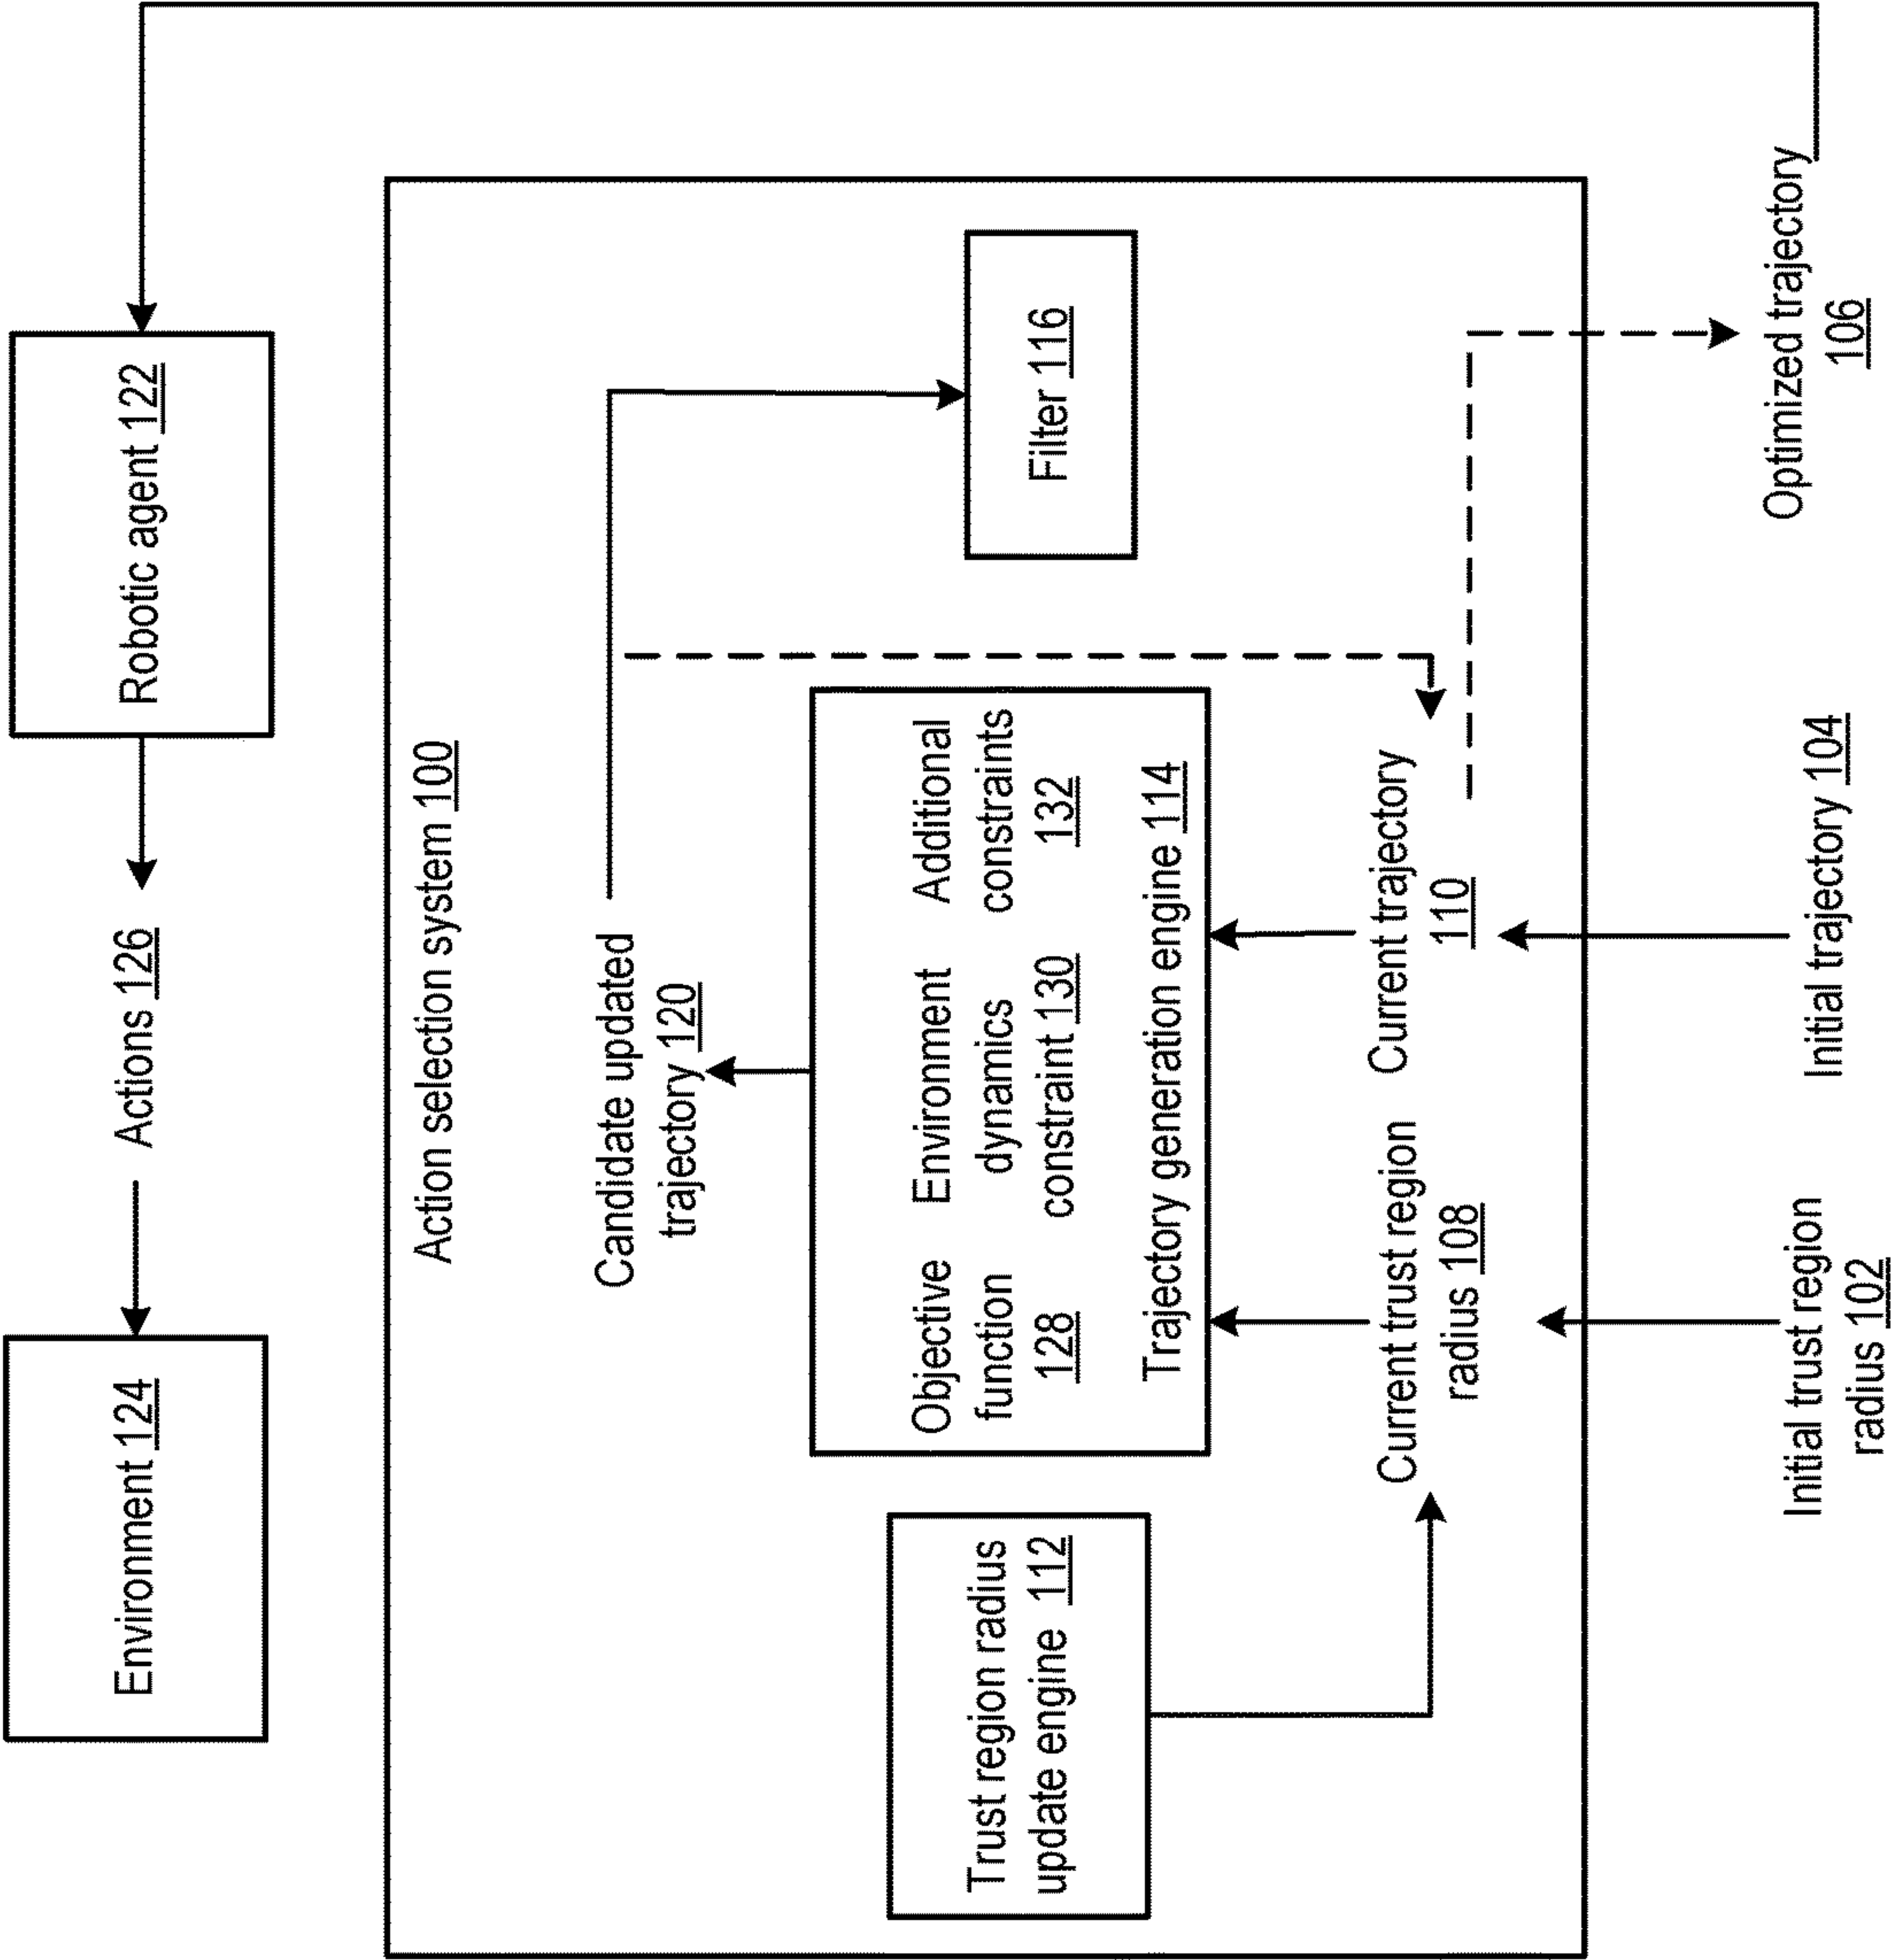 Environment 124
Actions 126
Robotic agent 122
Action selection system 100
Candidate updated
trajectory 120
Trust region radius
update engine 112
Objective
function
128
Environment
dynamics
constraint 130
Additional
constraints
132
Trajectory generation engine 114
Filter 116
Current trust region
radius 108
Current trajectory
110
Initial trust region
radius 102
Initial trajectory 104
Optimized trajectory
106